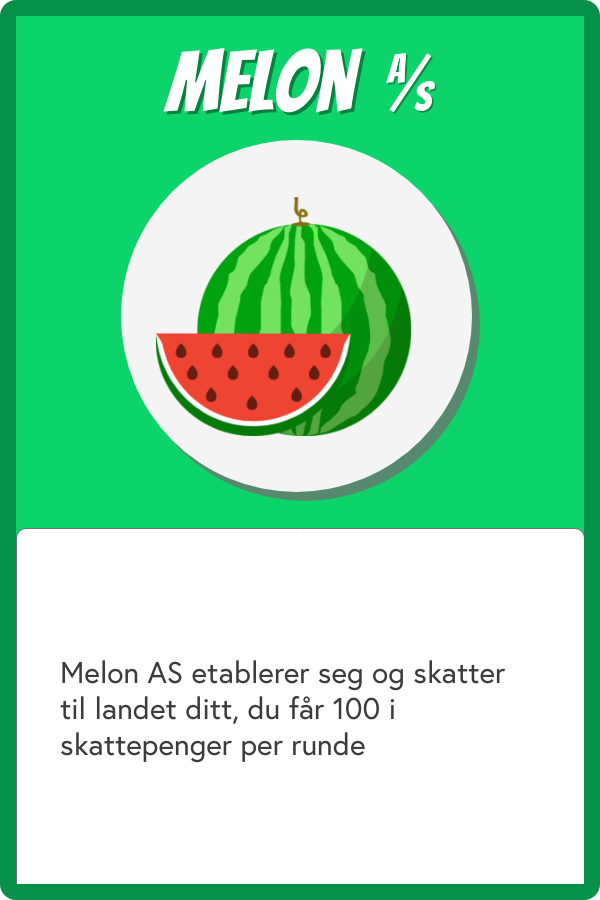 MELON A/S
Melon AS etablerer seg og skatter
til landet ditt, du får 100 i
skattepenger per runde